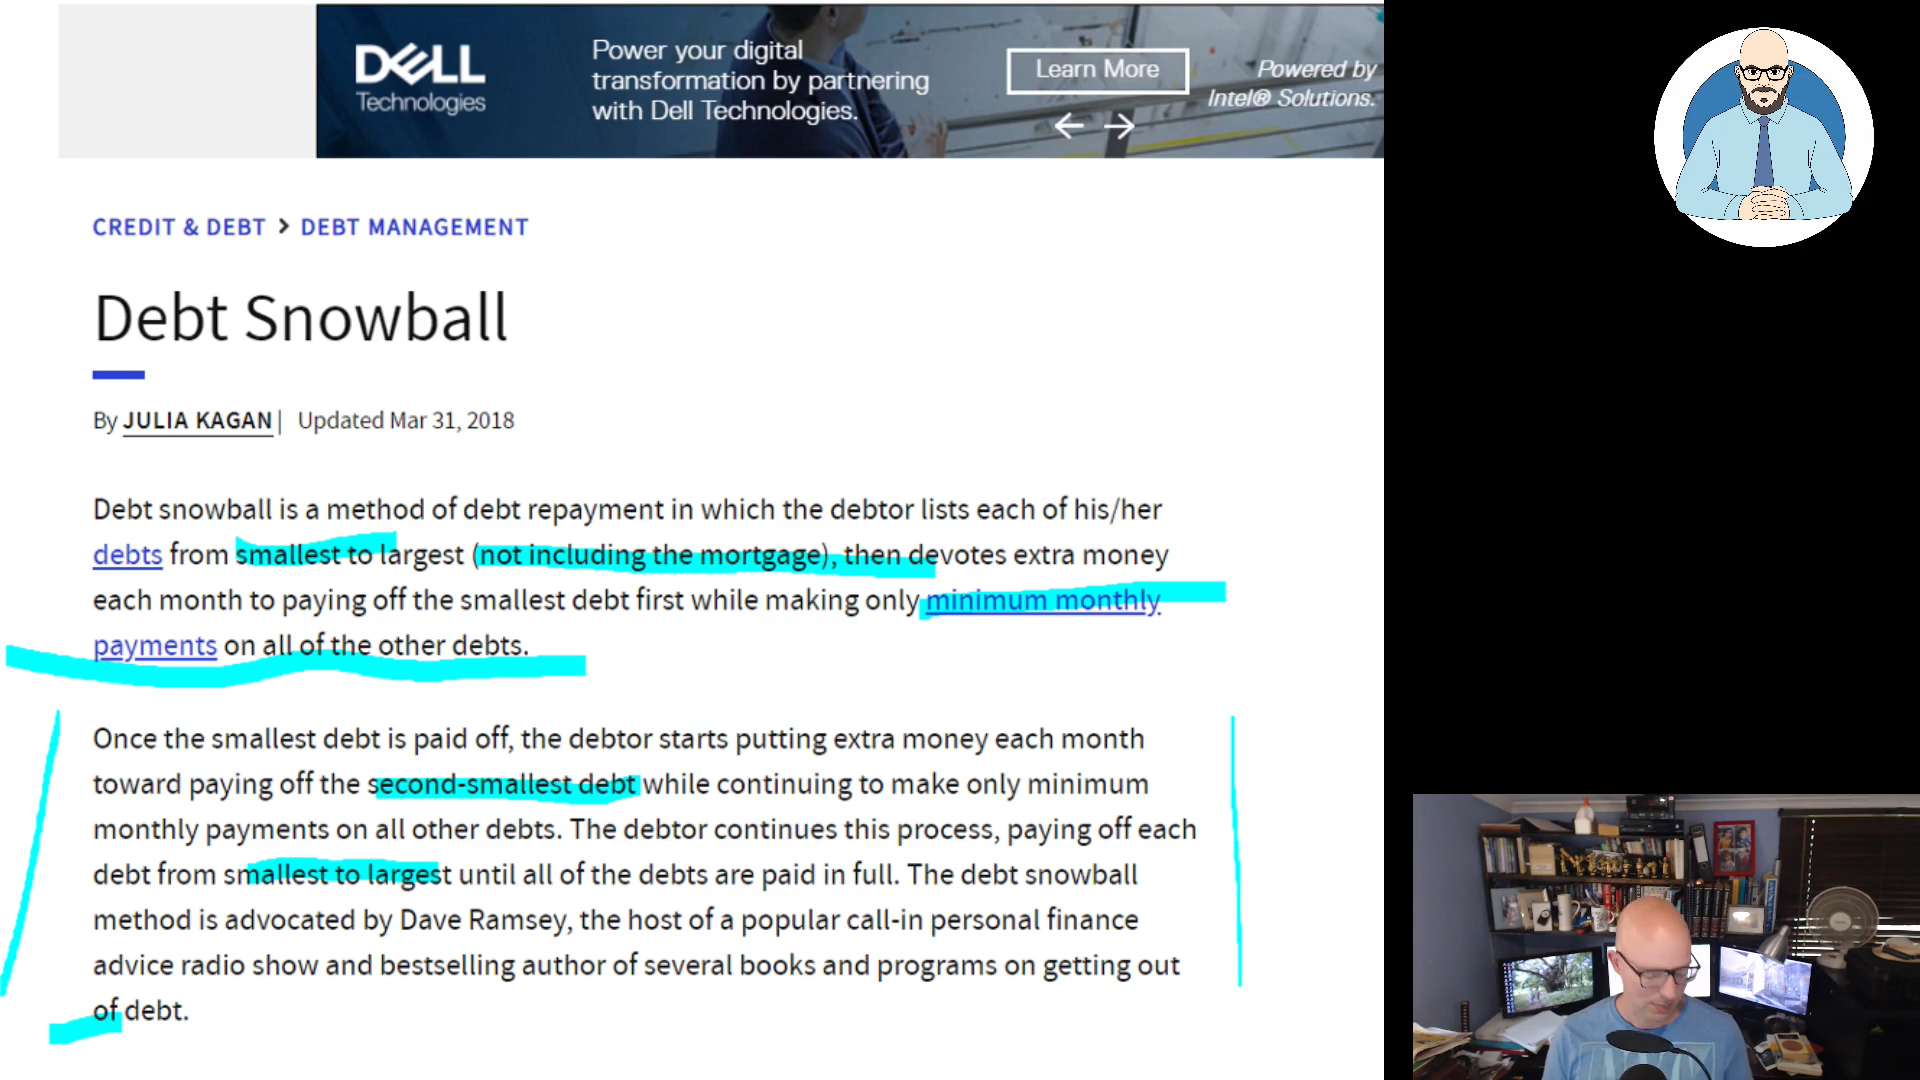 DELL
Technologies
Power your digital
transformation by partnering
with Dell Technologies.
Learn More
Powered by
Intel® Solutions.
CREDIT & DEBT > DEBT MANAGEMENT
Debt Snowball
By JULIA KAGAN | Updated Mar 31, 2018
Debt snowball is a method of debt repayment in which the debtor lists each of his/her
debts from smallest to largest (not including the mortgage), then devotes extra money
each month to paying off the smallest debt first while making only minimum monthly
payments on all of the other debts.
Once the smallest debt is paid off, the debtor starts putting extra money each month
toward paying off the second-smallest debt while continuing to make only minimum
monthly payments on all other debts. The debtor continues this process, paying off each
debt from smallest to largest until all of the debts are paid in full. The debt snowball
method is advocated by Dave Ramsey, the host of a popular call-in personal finance
advice radio show and bestselling author of several books and programs on getting out
of debt.